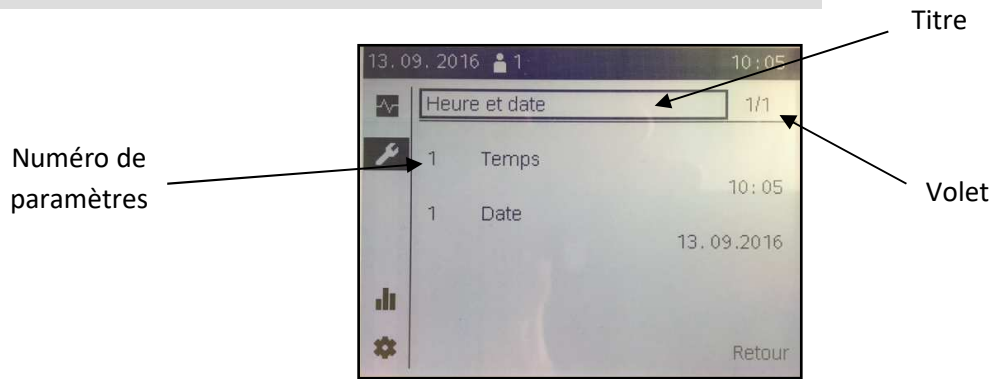 Titre
13.09.2016 1 10:05
Heure et date 1/1
Numéro de
paramètres
1 Temps
10:05
Volet
1 Date
13.09.2016
Retour